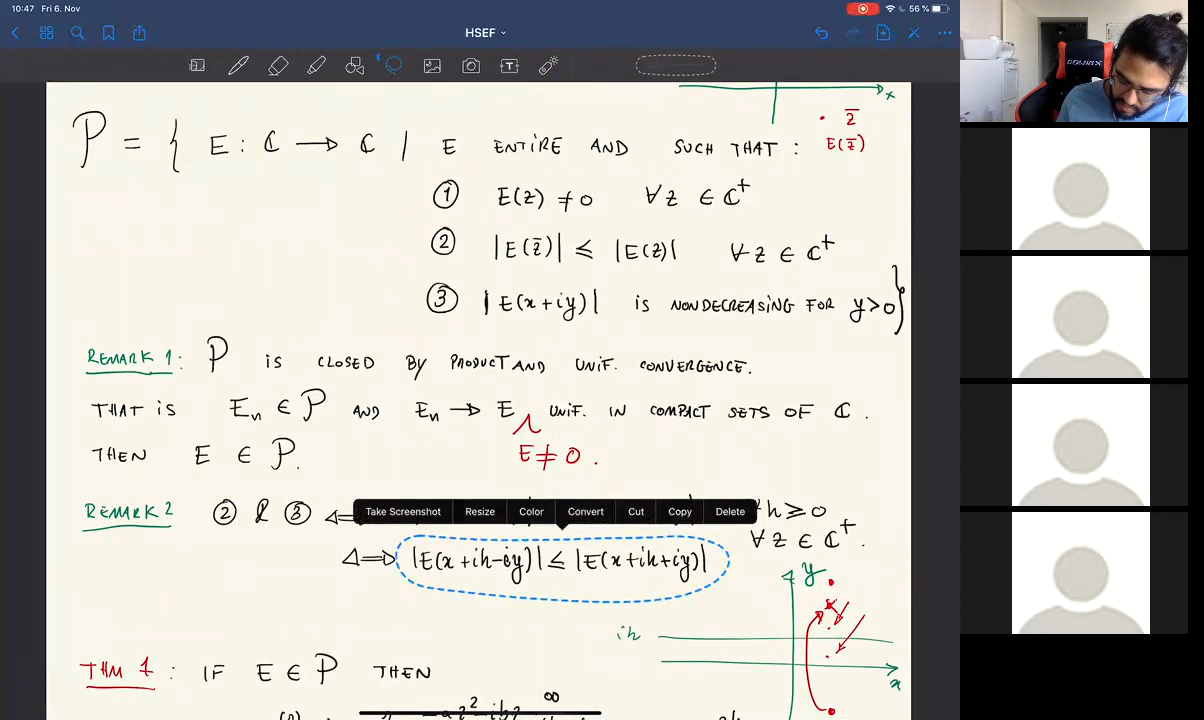 10:47 Fri 6. Nov
56 %
HSEF
x
z̄
P = { E : ℂ → ℂ | E ENTIRE AND SUCH THAT : E(z̄)
① E(z) ≠ 0 ∀ z ∈ ℂ⁺
② |E(z̄)| ≤ |E(z)| ∀ z ∈ ℂ⁺
③ |E(x+iy)| IS NONDECREASING FOR y>0 }
REMARK 1: P IS CLOSED BY PRODUCT AND UNIF. CONVERGENCE.
THAT IS Eₙ ∈ P AND Eₙ → E UNIF. IN COMPACT SETS OF ℂ.
THEN E ∈ P. E ≠ 0.
REMRK 2 ② & ③ h ≥ 0
Take Screenshot Resize Color Convert Cut Copy Delete
∀ z ∈ ℂ⁺.
⟺ |E(x+ih-iy)| ≤ |E(x+ih+iy)|
y
ih
x
THM 1 : IF E ∈ P THEN
∞